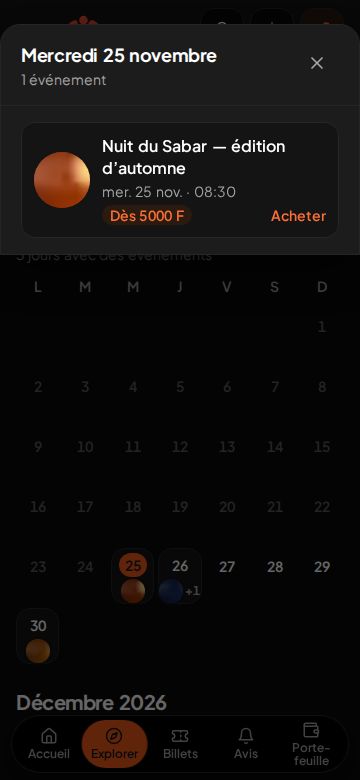 Mercredi 25 novembre
1 événement
Nuit du Sabar — édition
d’automne
mer. 25 nov. · 08:30
Dès 5000 F
Acheter
5 jours avec des événements
L M M J V S D
1
2 3 4 5 6 7 8
9 10 11 12 13 14 15
16 17 18 19 20 21 22
23 24 25 26 27 28 29
+1
30
Décembre 2026
Accueil Explorer Billets Avis Porte-
feuille